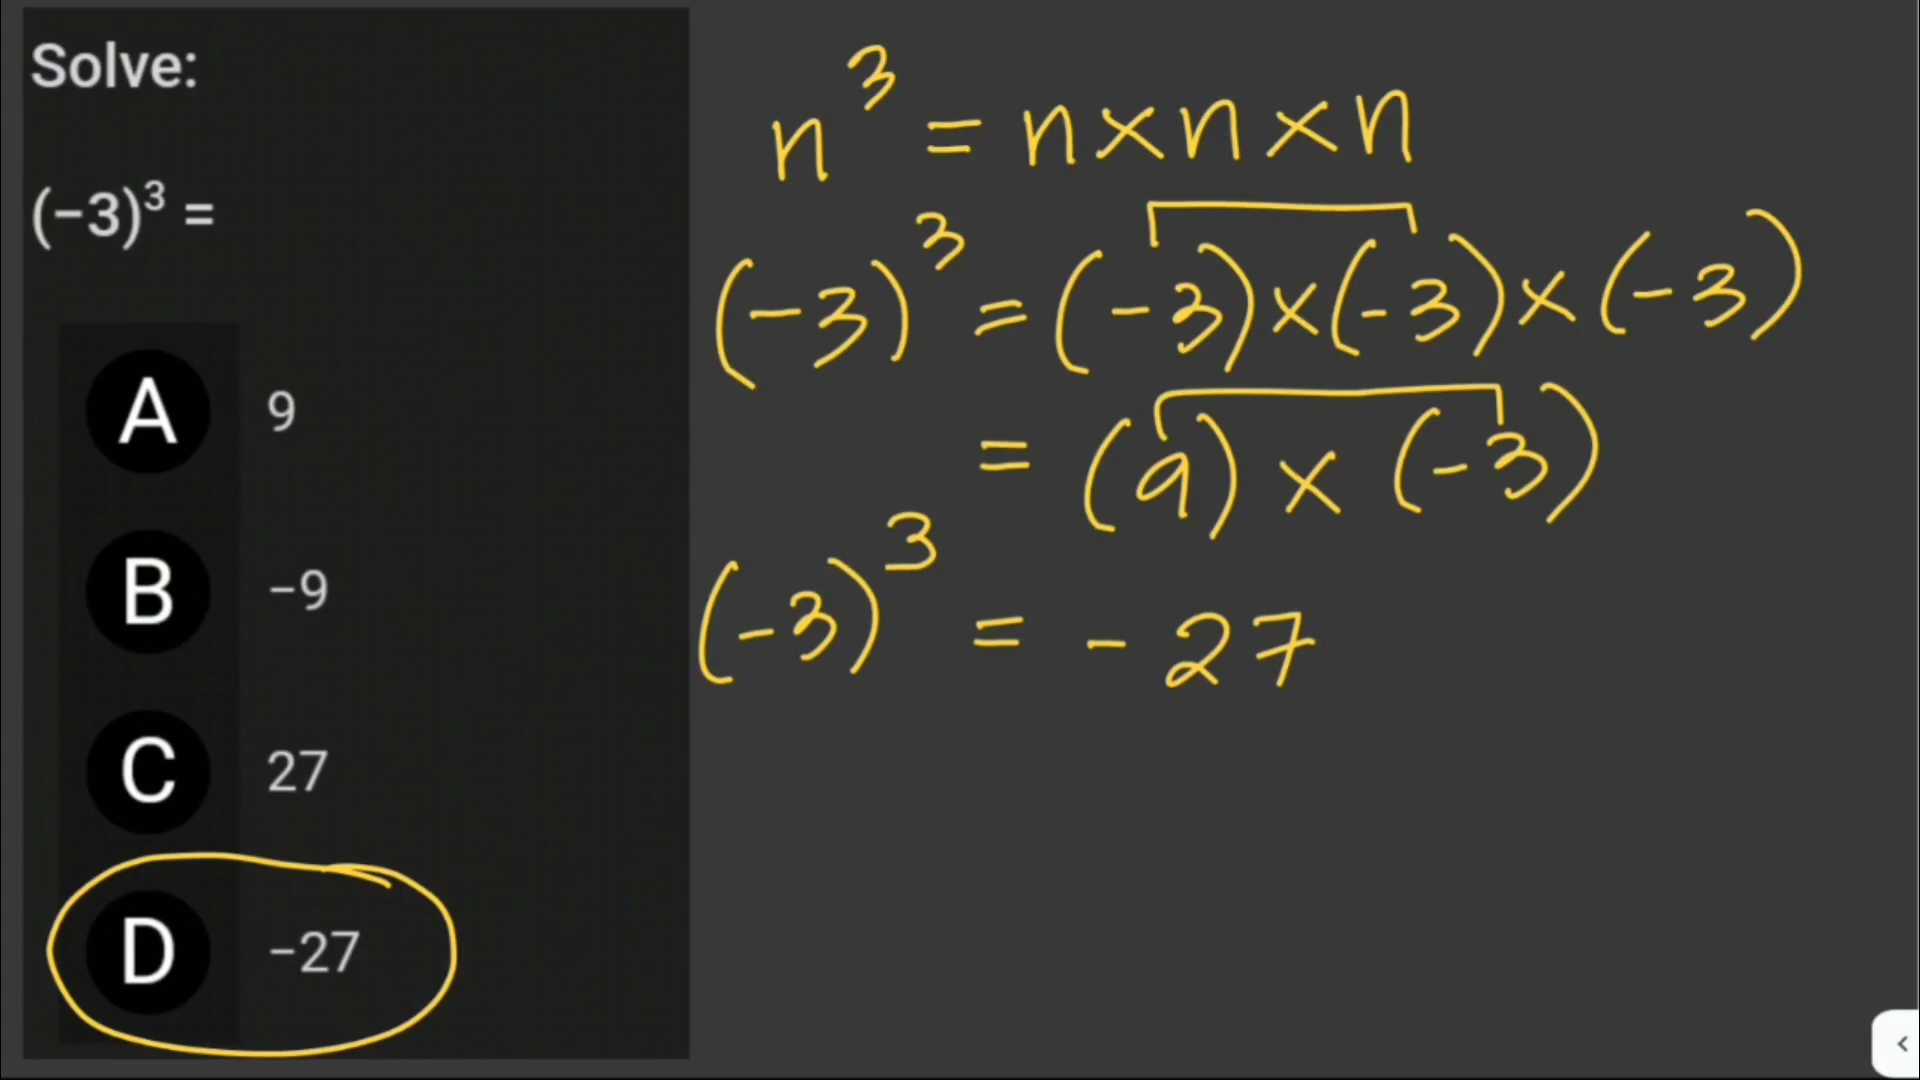 Solve:
(−3)³ =
A 9
B −9
C 27
D −27
n³ = n×n×n
(-3)³ = (-3)×(-3)×(-3)
= (9) × (-3)
(-3)³ = -27
<